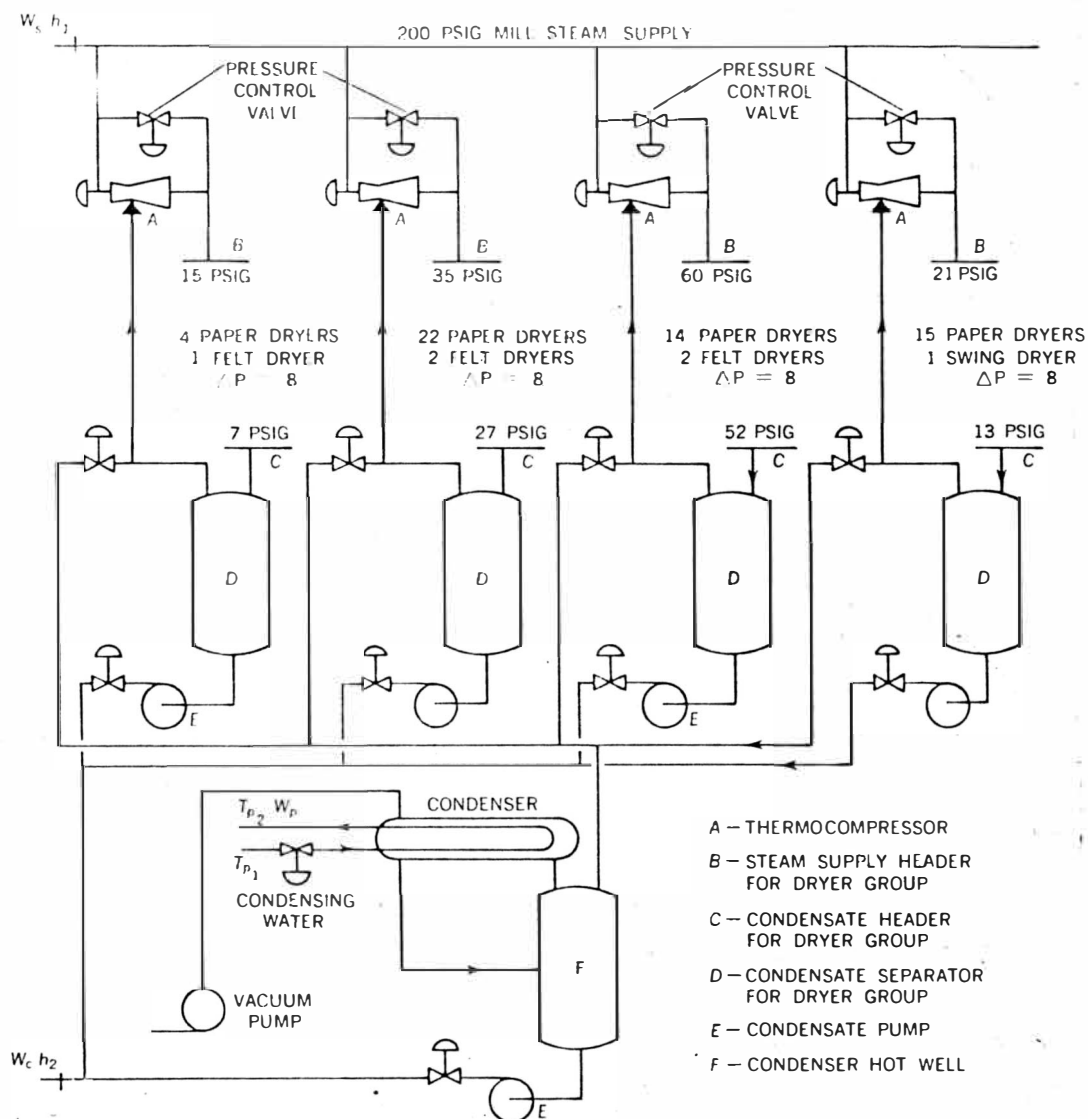 W_s h_1
200 PSIG MILL STEAM SUPPLY
PRESSURE
CONTROL
VALVE
PRESSURE
CONTROL
VALVE
A
A
A
A
B
15 PSIG
B
35 PSIG
B
60 PSIG
B
21 PSIG
4 PAPER DRYERS
1 FELT DRYER
△P = 8
22 PAPER DRYERS
2 FELT DRYERS
△P = 8
14 PAPER DRYERS
2 FELT DRYERS
△P = 8
15 PAPER DRYERS
1 SWING DRYER
△P = 8
7 PSIG
C
27 PSIG
C
52 PSIG
C
13 PSIG
C
D
D
D
D
E
E
T_p2 W_p
CONDENSER
T_p1
CONDENSING
WATER
F
VACUUM
PUMP
W_c h_2
E
A – THERMOCOMPRESSOR
B – STEAM SUPPLY HEADER
FOR DRYER GROUP
C – CONDENSATE HEADER
FOR DRYER GROUP
D – CONDENSATE SEPARATOR
FOR DRYER GROUP
E – CONDENSATE PUMP
F – CONDENSER HOT WELL